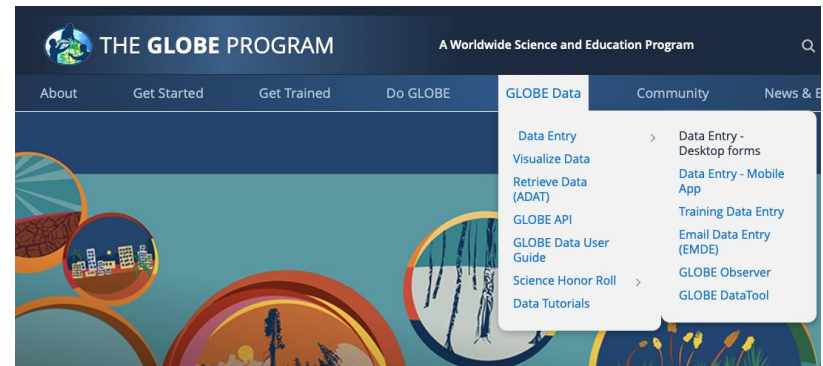 THE GLOBE PROGRAM
A Worldwide Science and Education Program
About
Get Started
Get Trained
Do GLOBE
GLOBE Data
Community
News & E
Data Entry
Visualize Data
Retrieve Data
(ADAT)
GLOBE API
GLOBE Data User
Guide
Science Honor Roll
Data Tutorials
Data Entry -
Desktop forms
Data Entry - Mobile
App
Training Data Entry
Email Data Entry
(EMDE)
GLOBE Observer
GLOBE DataTool